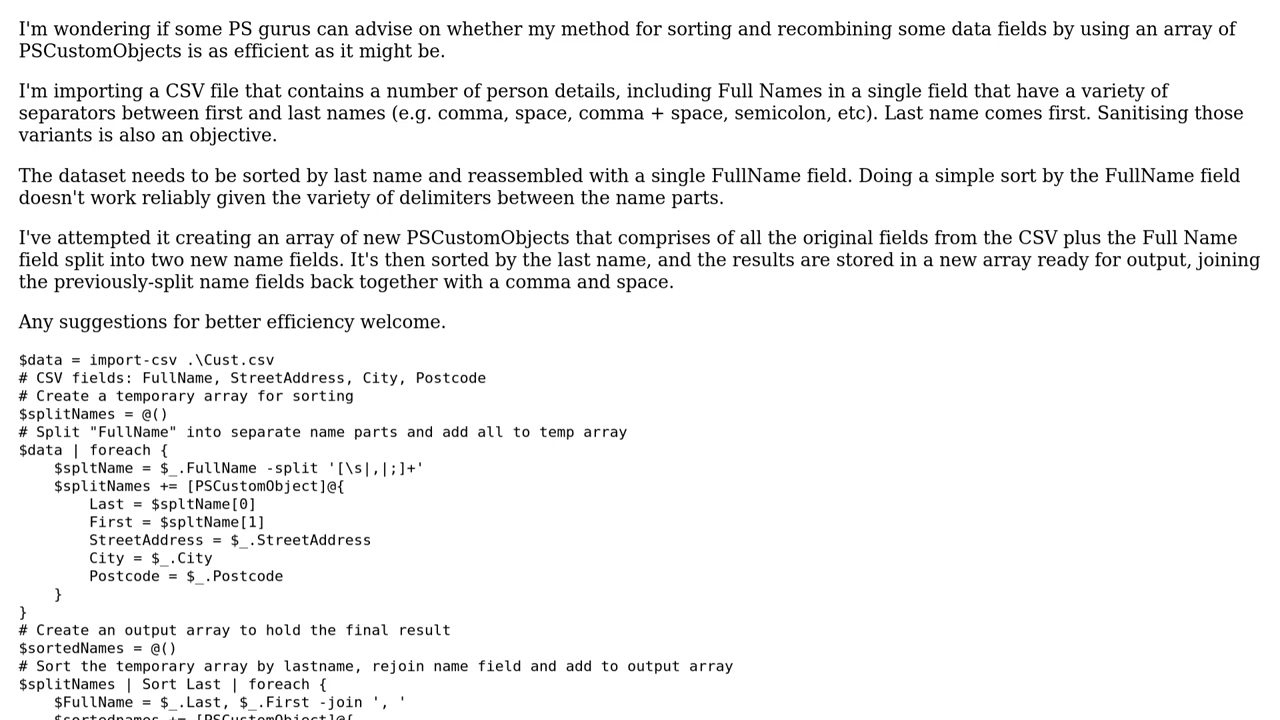 I'm wondering if some PS gurus can advise on whether my method for sorting and recombining some data fields by using an array of
PSCustomObjects is as efficient as it might be.
I'm importing a CSV file that contains a number of person details, including Full Names in a single field that have a variety of
separators between first and last names (e.g. comma, space, comma + space, semicolon, etc). Last name comes first. Sanitising those
variants is also an objective.
The dataset needs to be sorted by last name and reassembled with a single FullName field. Doing a simple sort by the FullName field
doesn't work reliably given the variety of delimiters between the name parts.
I've attempted it creating an array of new PSCustomObjects that comprises of all the original fields from the CSV plus the Full Name
field split into two new name fields. It's then sorted by the last name, and the results are stored in a new array ready for output, joining
the previously-split name fields back together with a comma and space.
Any suggestions for better efficiency welcome.
$data = import-csv .\Cust.csv
# CSV fields: FullName, StreetAddress, City, Postcode
# Create a temporary array for sorting
$splitNames = @()
# Split "FullName" into separate name parts and add all to temp array
$data | foreach {
    $spltName = $_.FullName -split '[\s|,|;]+'
    $splitNames += [PSCustomObject]@{
        Last = $spltName[0]
        First = $spltName[1]
        StreetAddress = $_.StreetAddress
        City = $_.City
        Postcode = $_.Postcode
    }
}
# Create an output array to hold the final result
$sortedNames = @()
# Sort the temporary array by lastname, rejoin name field and add to output array
$splitNames | Sort Last | foreach {
    $FullName = $_.Last, $_.First -join ', '
    $sortednames += [PSCustomObject]@{